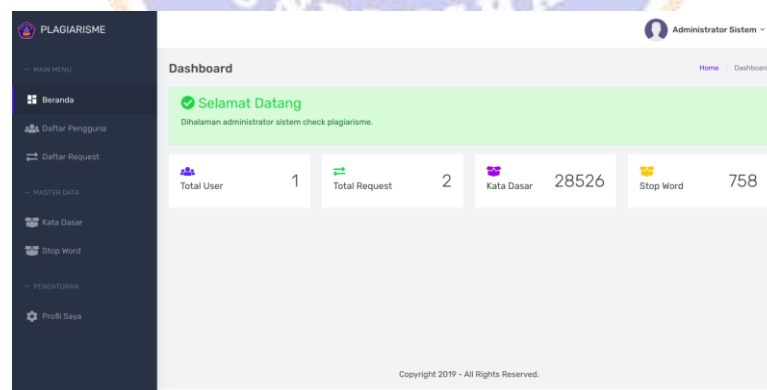 PLAGIARISME
Administrator Sistem
MAIN MENU
Beranda
Daftar Pengguna
Daftar Request
MASTER DATA
Kata Dasar
Stop Word
PENGATURAN
Profil Saya
Dashboard
Home Dashboard
Selamat Datang
Dihalaman administrator sistem check plagiarisme.
Total User 1
Total Request 2
Kata Dasar 28526
Stop Word 758
Copyright 2019 - All Rights Reserved.